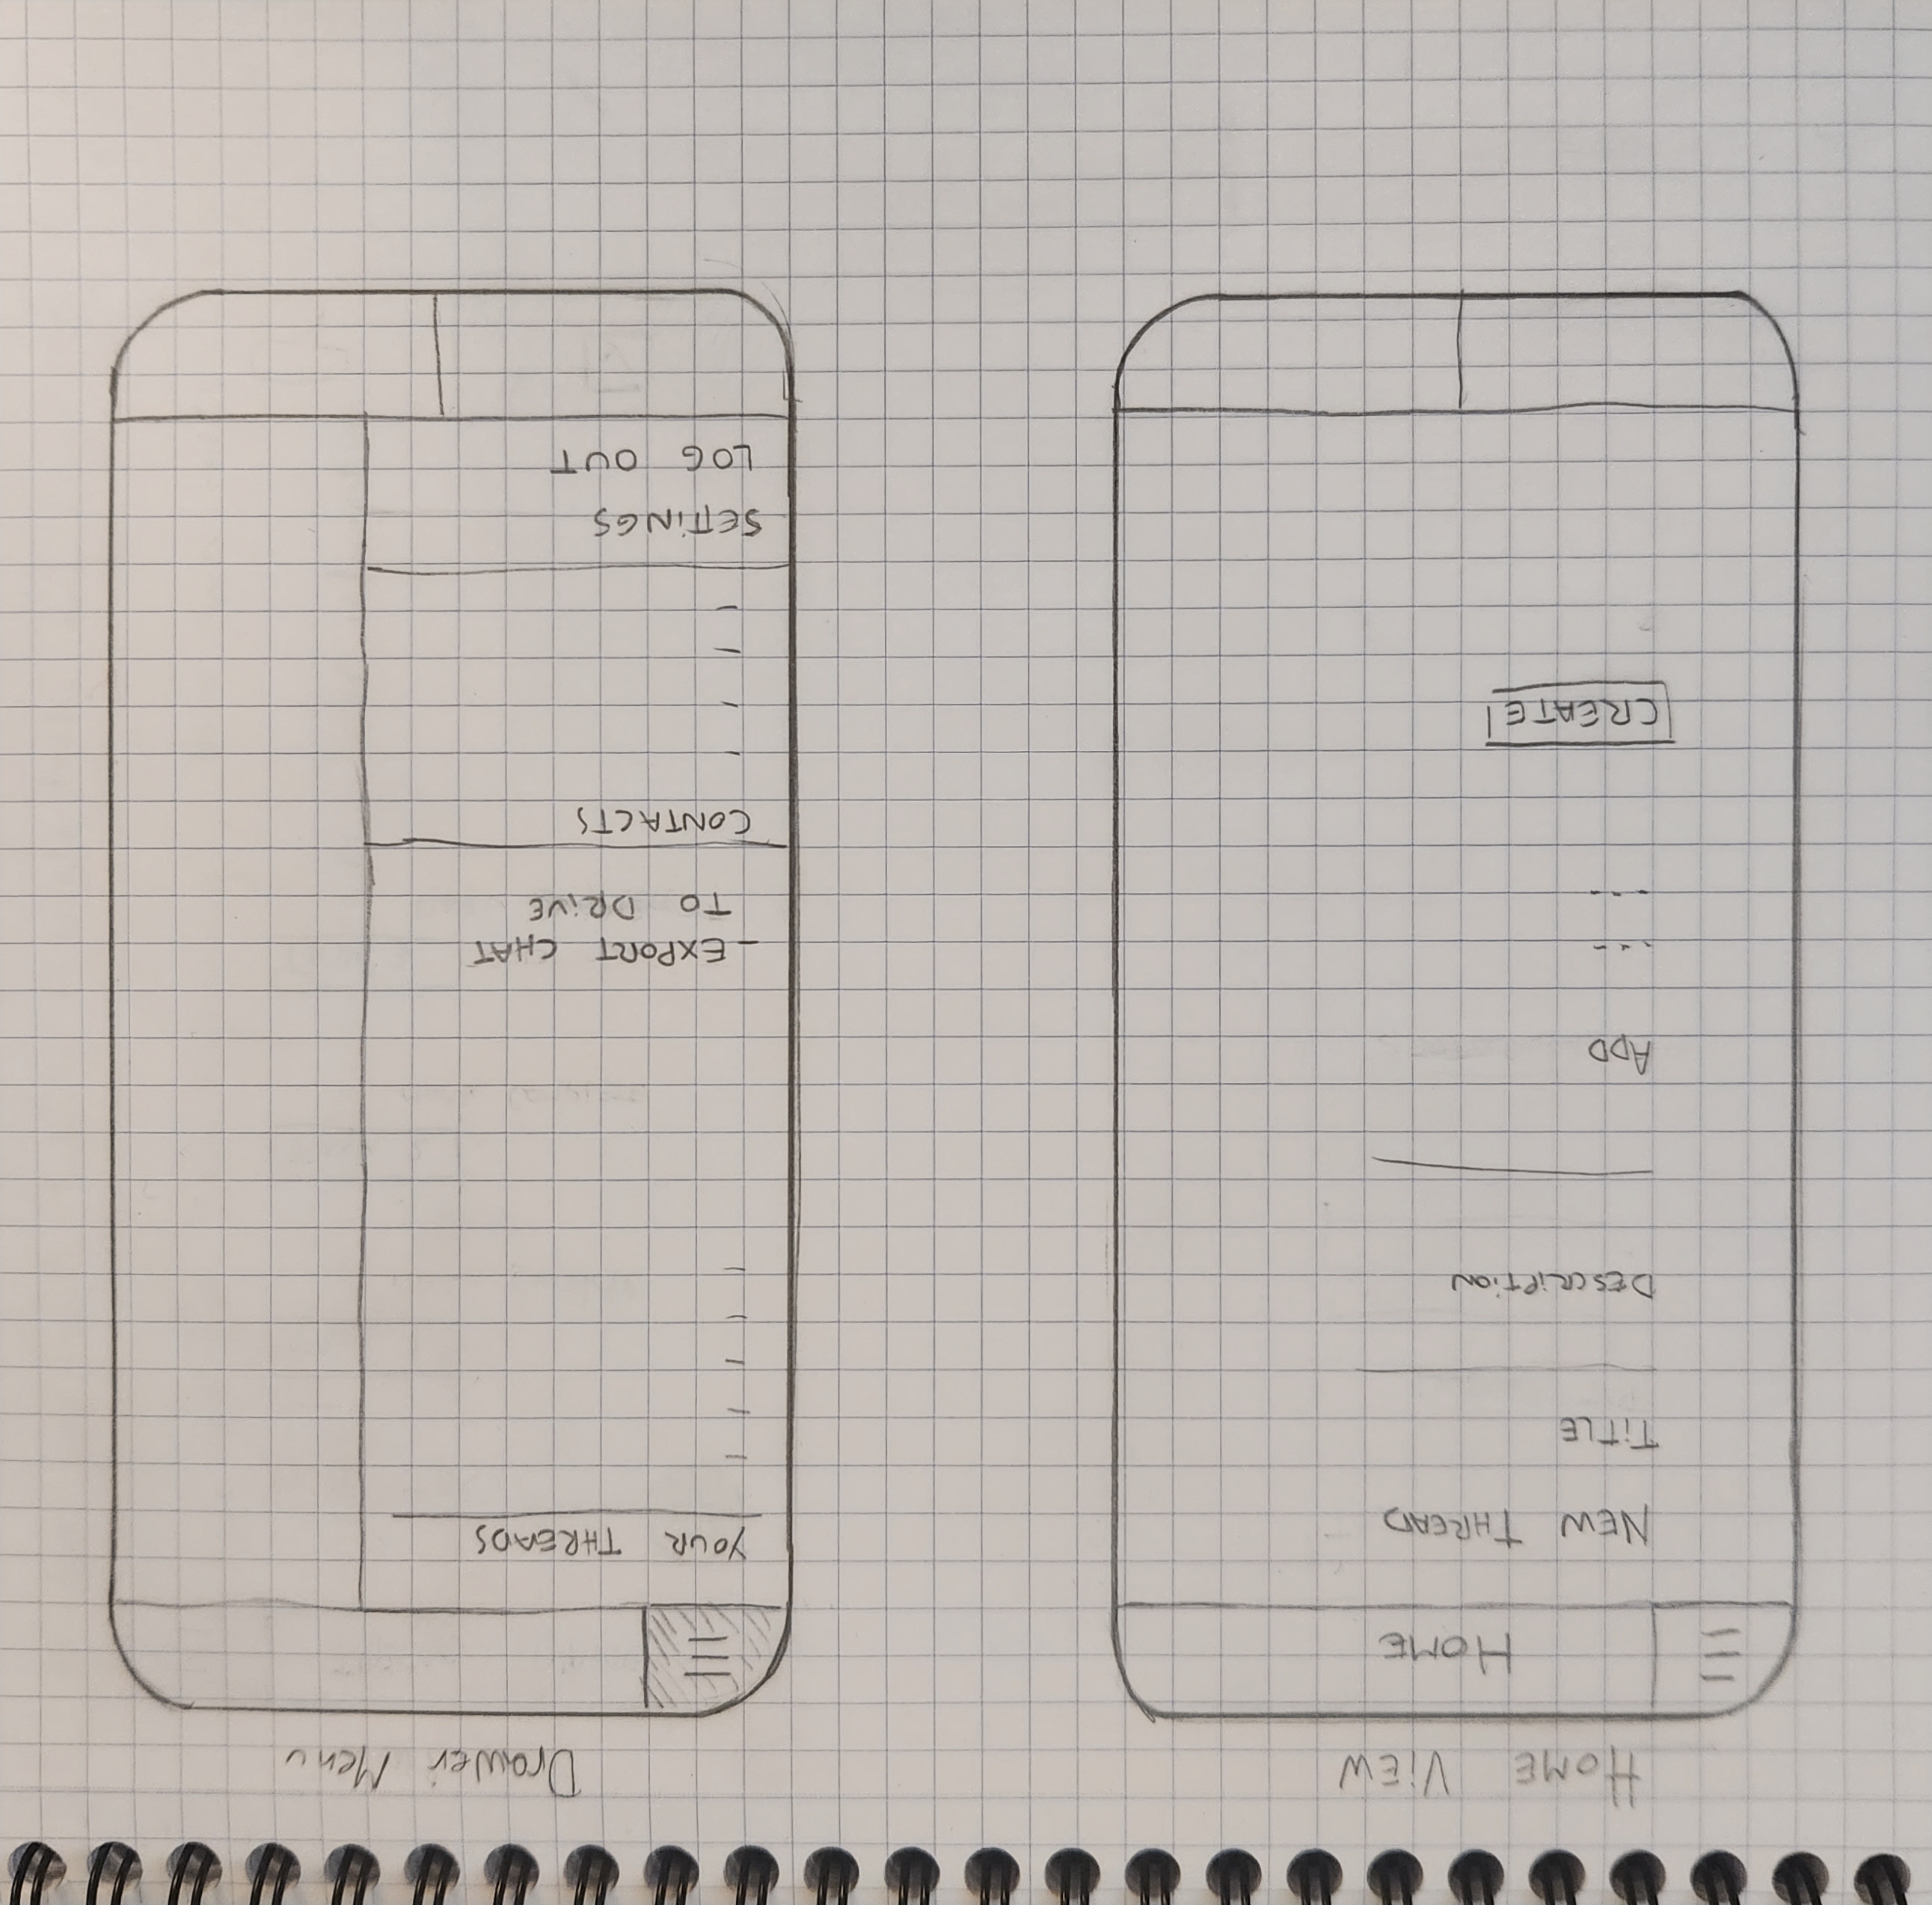 HOME VIEW
HOME
NEW THREAD
TITLE
DESCRIPTION
ADD
CREATE
Drawer Menu
YOUR THREADS
- EXPORT CHAT
TO DRIVE
CONTACTS
SETTINGS
LOG OUT